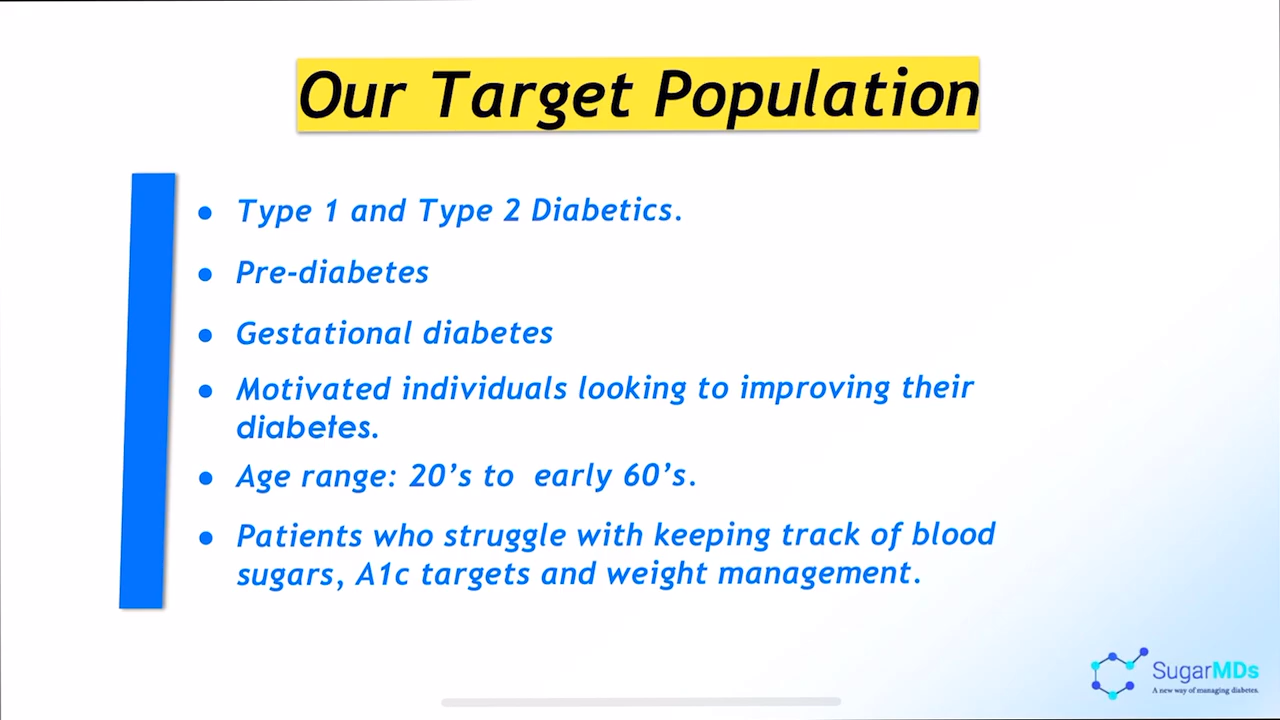 Our Target Population
● Type 1 and Type 2 Diabetics.
● Pre-diabetes
● Gestational diabetes
● Motivated individuals looking to improving their
diabetes.
● Age range: 20’s to early 60’s.
● Patients who struggle with keeping track of blood
sugars, A1c targets and weight management.
SugarMDs
A new way of managing diabetes.